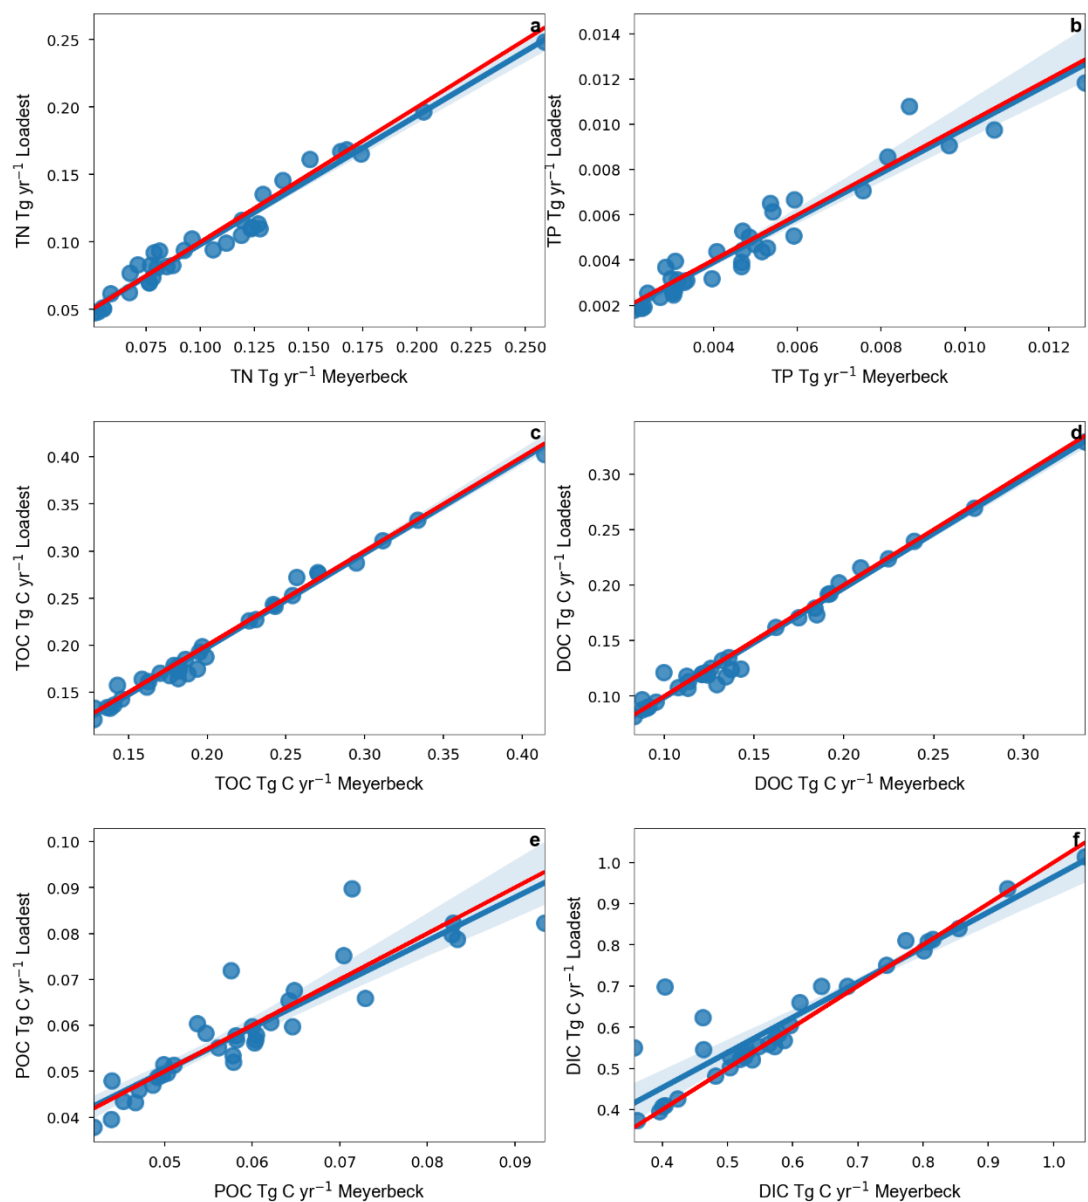 a
0.25
0.20
0.15
0.10
0.05
TN Tg yr⁻¹ Loadest
0.075 0.100 0.125 0.150 0.175 0.200 0.225 0.250
TN Tg yr⁻¹ Meyerbeck
b
0.014
0.012
0.010
0.008
0.006
0.004
0.002
TP Tg yr⁻¹ Loadest
0.004 0.006 0.008 0.010 0.012
TP Tg yr⁻¹ Meyerbeck
c
0.40
0.35
0.30
0.25
0.20
0.15
TOC Tg C yr⁻¹ Loadest
0.15 0.20 0.25 0.30 0.35 0.40
TOC Tg C yr⁻¹ Meyerbeck
d
0.30
0.25
0.20
0.15
0.10
DOC Tg C yr⁻¹ Loadest
0.10 0.15 0.20 0.25 0.30
DOC Tg C yr⁻¹ Meyerbeck
e
0.10
0.09
0.08
0.07
0.06
0.05
0.04
POC Tg C yr⁻¹ Loadest
0.05 0.06 0.07 0.08 0.09
POC Tg C yr⁻¹ Meyerbeck
f
1.0
0.9
0.8
0.7
0.6
0.5
0.4
DIC Tg C yr⁻¹ Loadest
0.4 0.5 0.6 0.7 0.8 0.9 1.0
DIC Tg C yr⁻¹ Meyerbeck